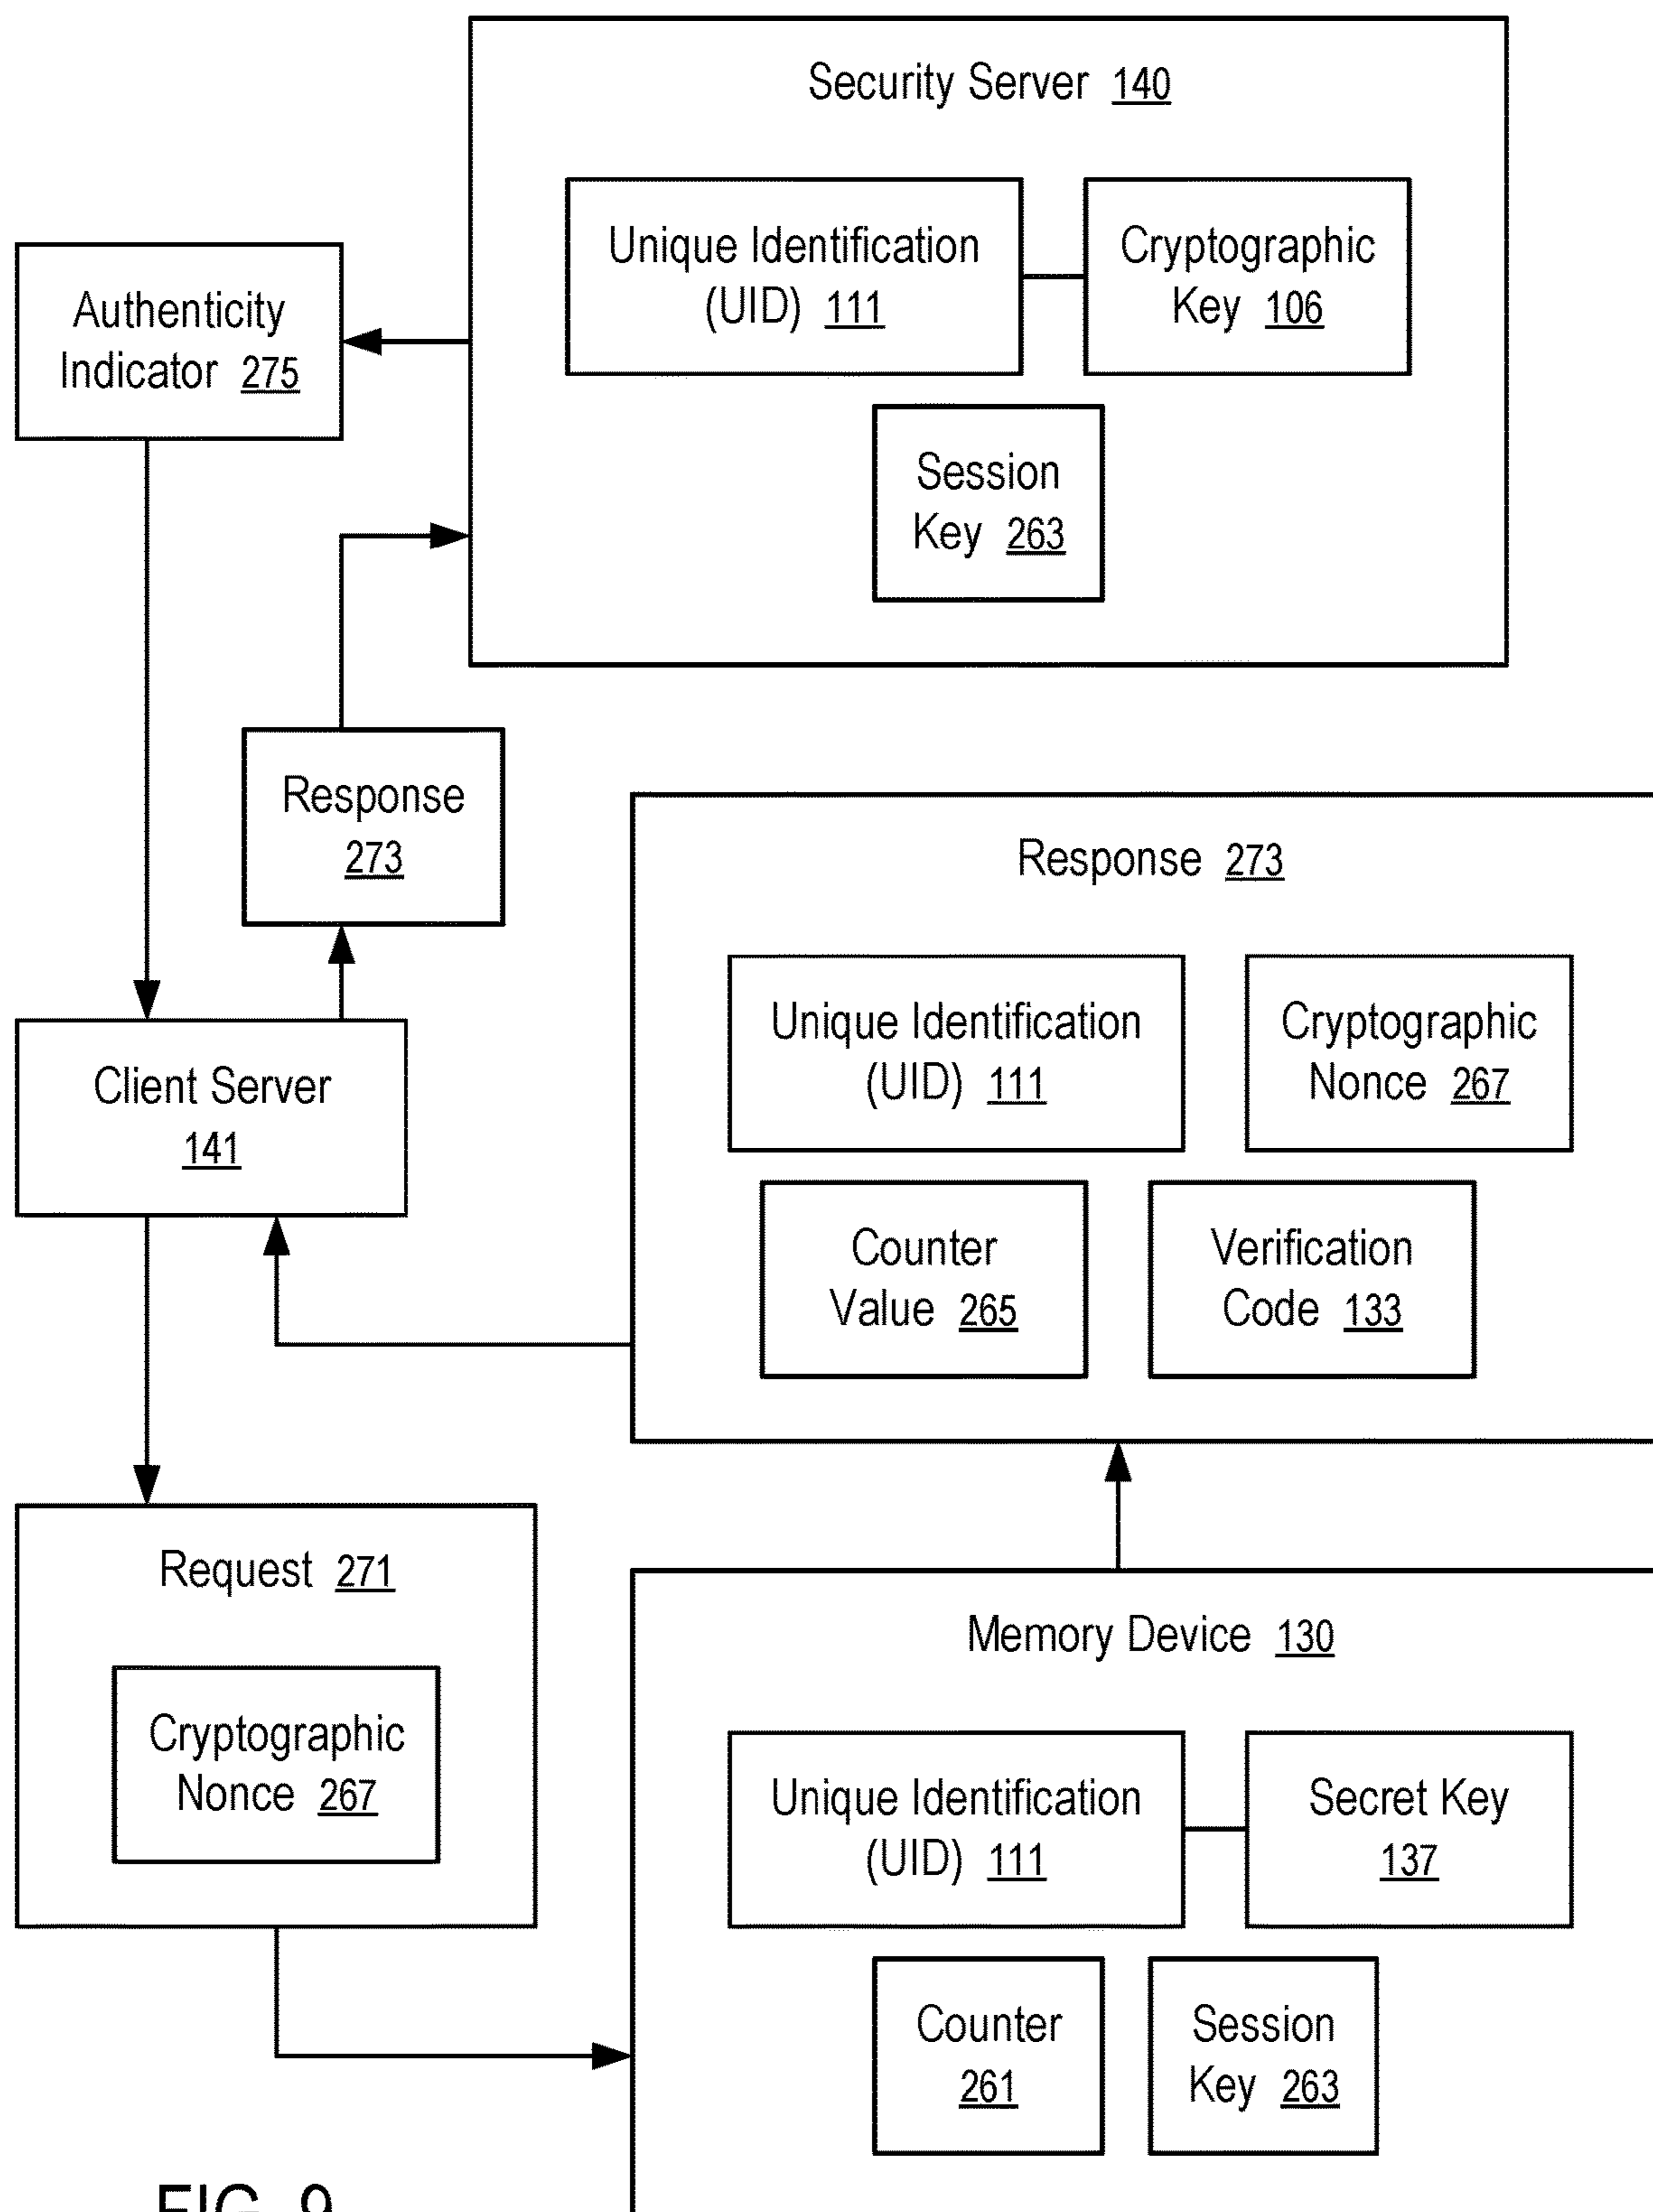 Security Server 140
Unique Identification
(UID) 111
Cryptographic
Key 106
Session
Key 263
Authenticity
Indicator 275
Response
273
Client Server
141
Response 273
Unique Identification
(UID) 111
Cryptographic
Nonce 267
Counter
Value 265
Verification
Code 133
Request 271
Cryptographic
Nonce 267
Memory Device 130
Unique Identification
(UID) 111
Secret Key
137
Counter
261
Session
Key 263
FIG. 9